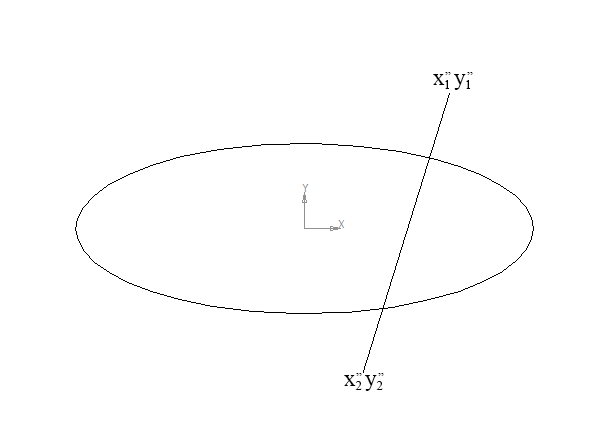 x₁" y₁"
Y
X
x₂" y₂"